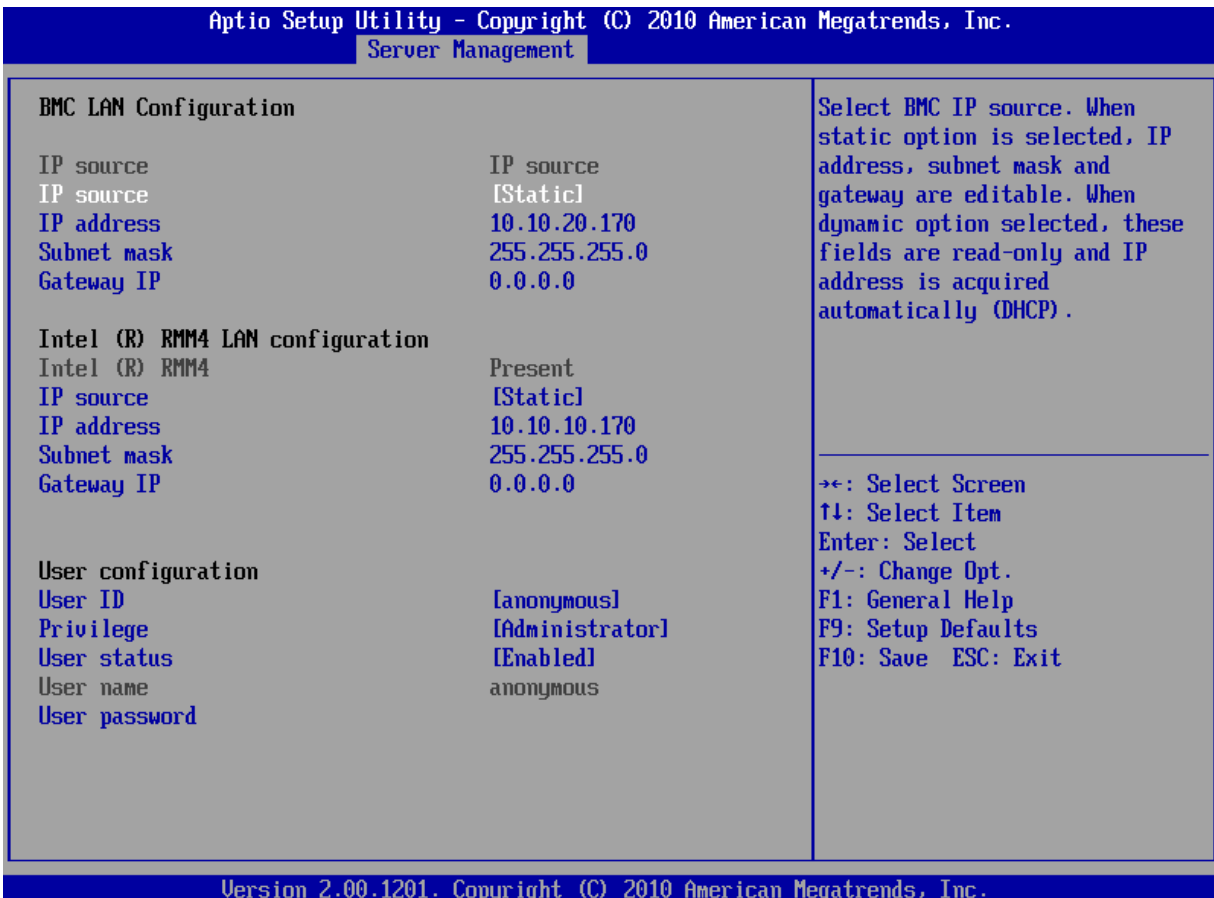 Aptio Setup Utility - Copyright (C) 2010 American Megatrends, Inc.
Server Management
BMC LAN Configuration
IP source IP source
IP source [Static]
IP address 10.10.20.170
Subnet mask 255.255.255.0
Gateway IP 0.0.0.0
Intel (R) RMM4 LAN configuration
Intel (R) RMM4 Present
IP source [Static]
IP address 10.10.10.170
Subnet mask 255.255.255.0
Gateway IP 0.0.0.0
User configuration
User ID [anonymous]
Privilege [Administrator]
User status [Enabled]
User name anonymous
User password
Select BMC IP source. When
static option is selected, IP
address, subnet mask and
gateway are editable. When
dynamic option selected, these
fields are read-only and IP
address is acquired
automatically (DHCP).
→←: Select Screen
↑↓: Select Item
Enter: Select
+/-: Change Opt.
F1: General Help
F9: Setup Defaults
F10: Save ESC: Exit
Version 2.00.1201. Copyright (C) 2010 American Megatrends, Inc.